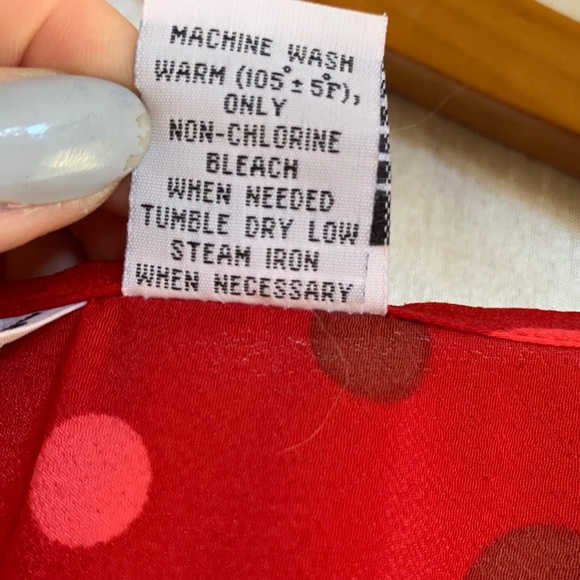 MACHINE WASH
WARM (105° ± 5°F),
ONLY
NON-CHLORINE
BLEACH
WHEN NEEDED
TUMBLE DRY LOW
STEAM IRON
WHEN NECESSARY